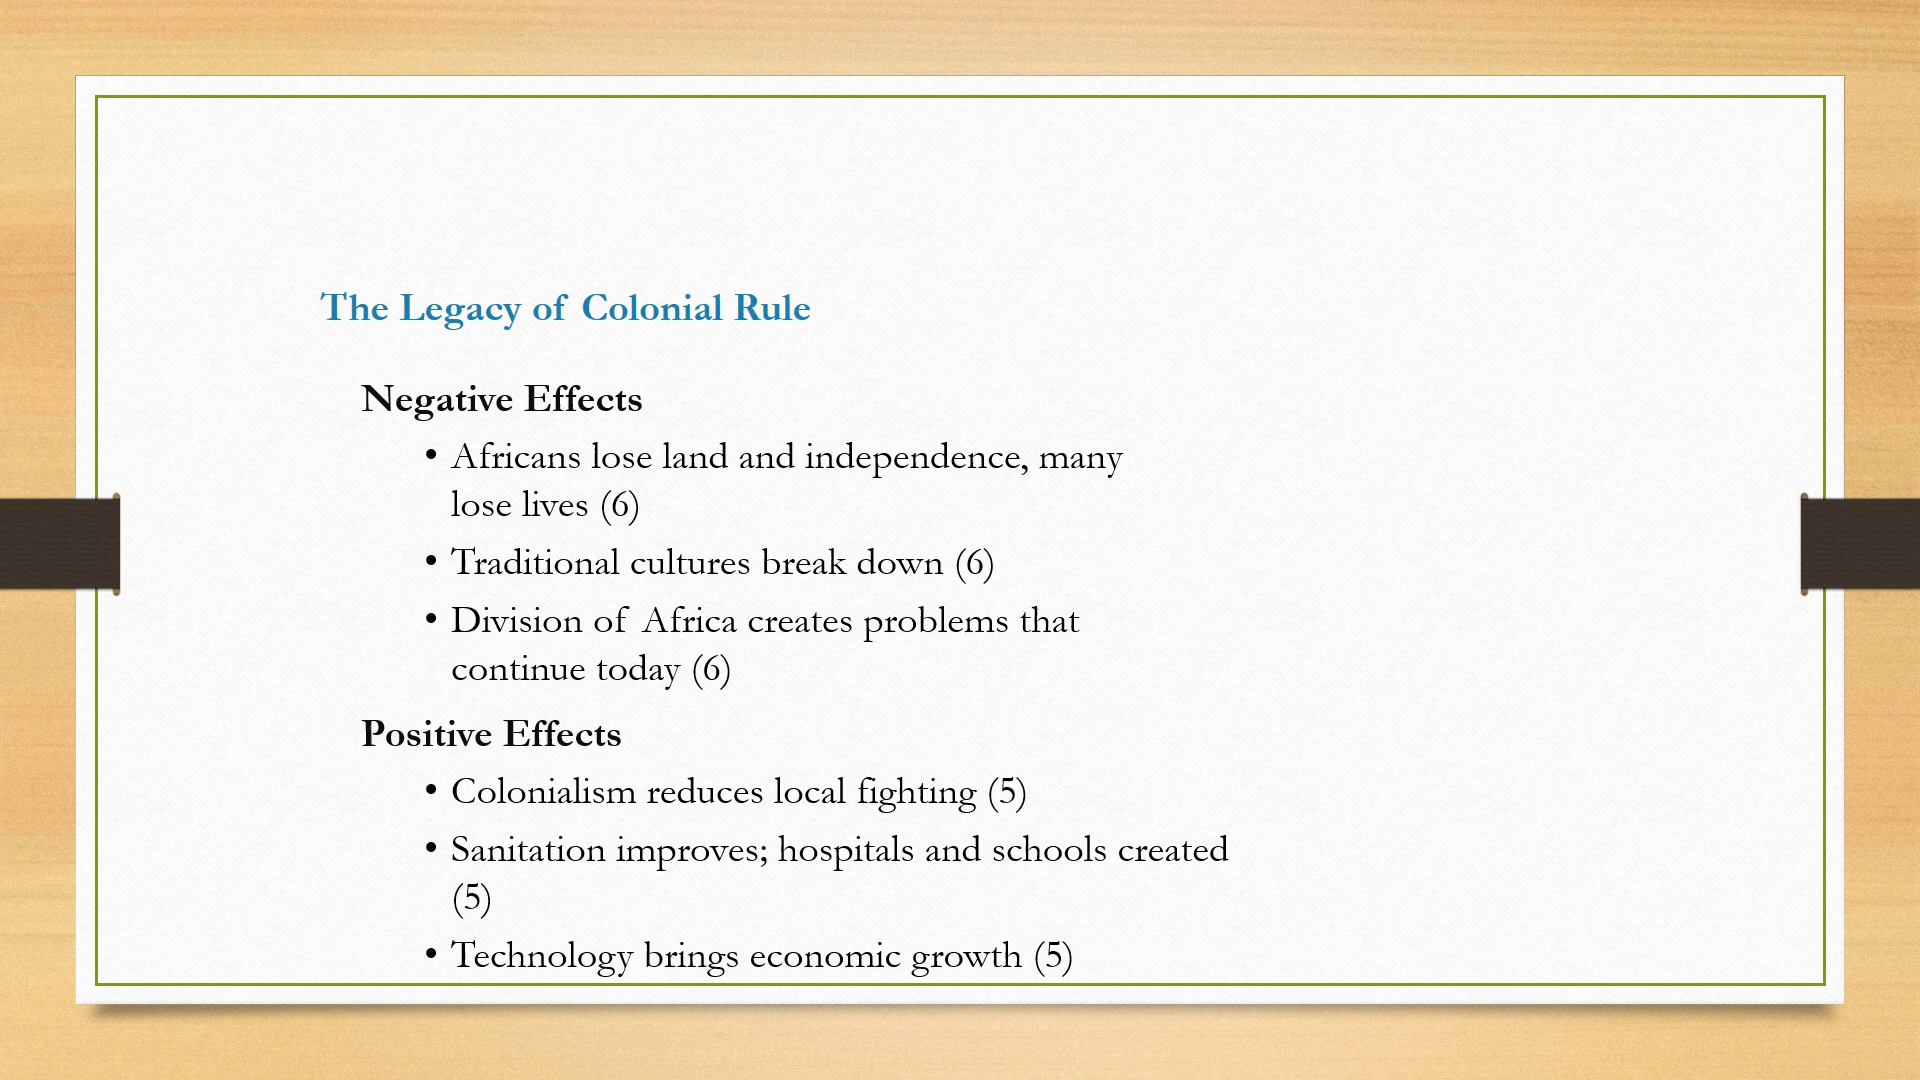 The Legacy of Colonial Rule
Negative Effects
• Africans lose land and independence, many
lose lives (6)
• Traditional cultures break down (6)
• Division of Africa creates problems that
continue today (6)
Positive Effects
• Colonialism reduces local fighting (5)
• Sanitation improves; hospitals and schools created
(5)
• Technology brings economic growth (5)